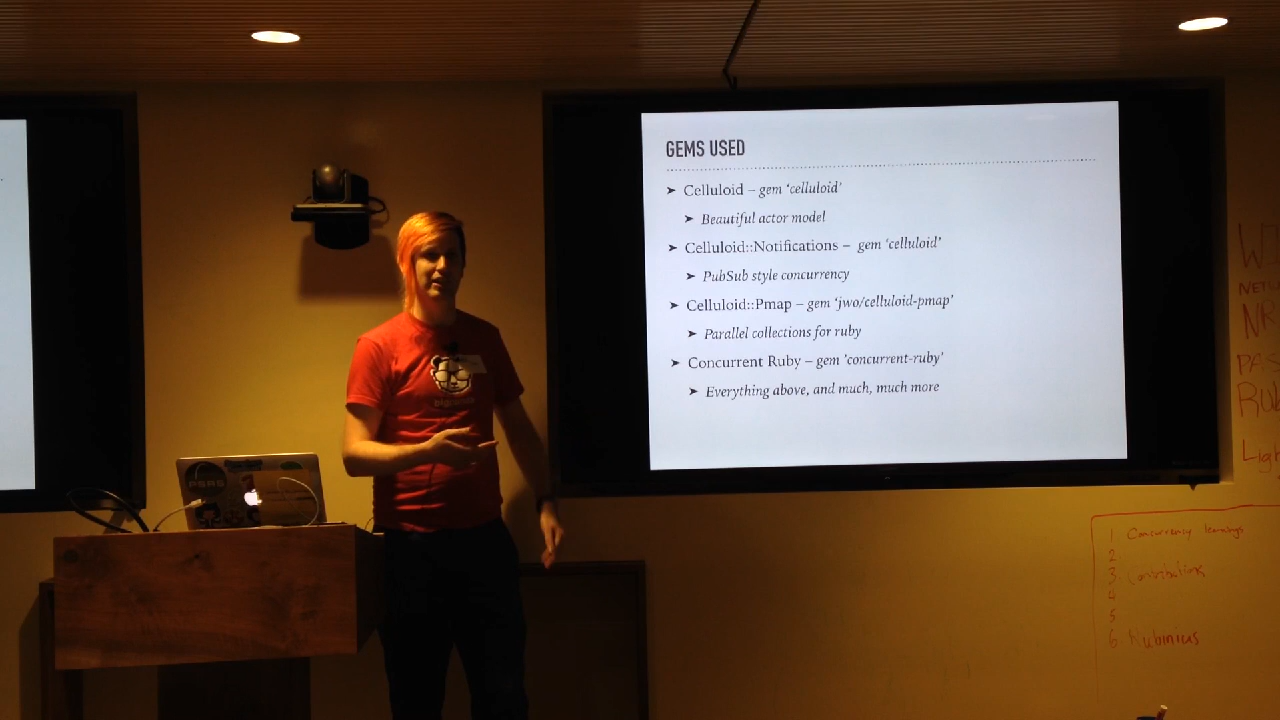 GEMS USED
➤ Celluloid – gem ‘celluloid’
➤ Beautiful actor model
➤ Celluloid::Notifications – gem ‘celluloid’
➤ PubSub style concurrency
➤ Celluloid::Pmap – gem ‘jwo/celluloid-pmap’
➤ Parallel collections for ruby
➤ Concurrent Ruby – gem ‘concurrent-ruby’
➤ Everything above, and much, much more
1 Concurrency learnings
2
3. Contributing
4
5
6. Rubinius